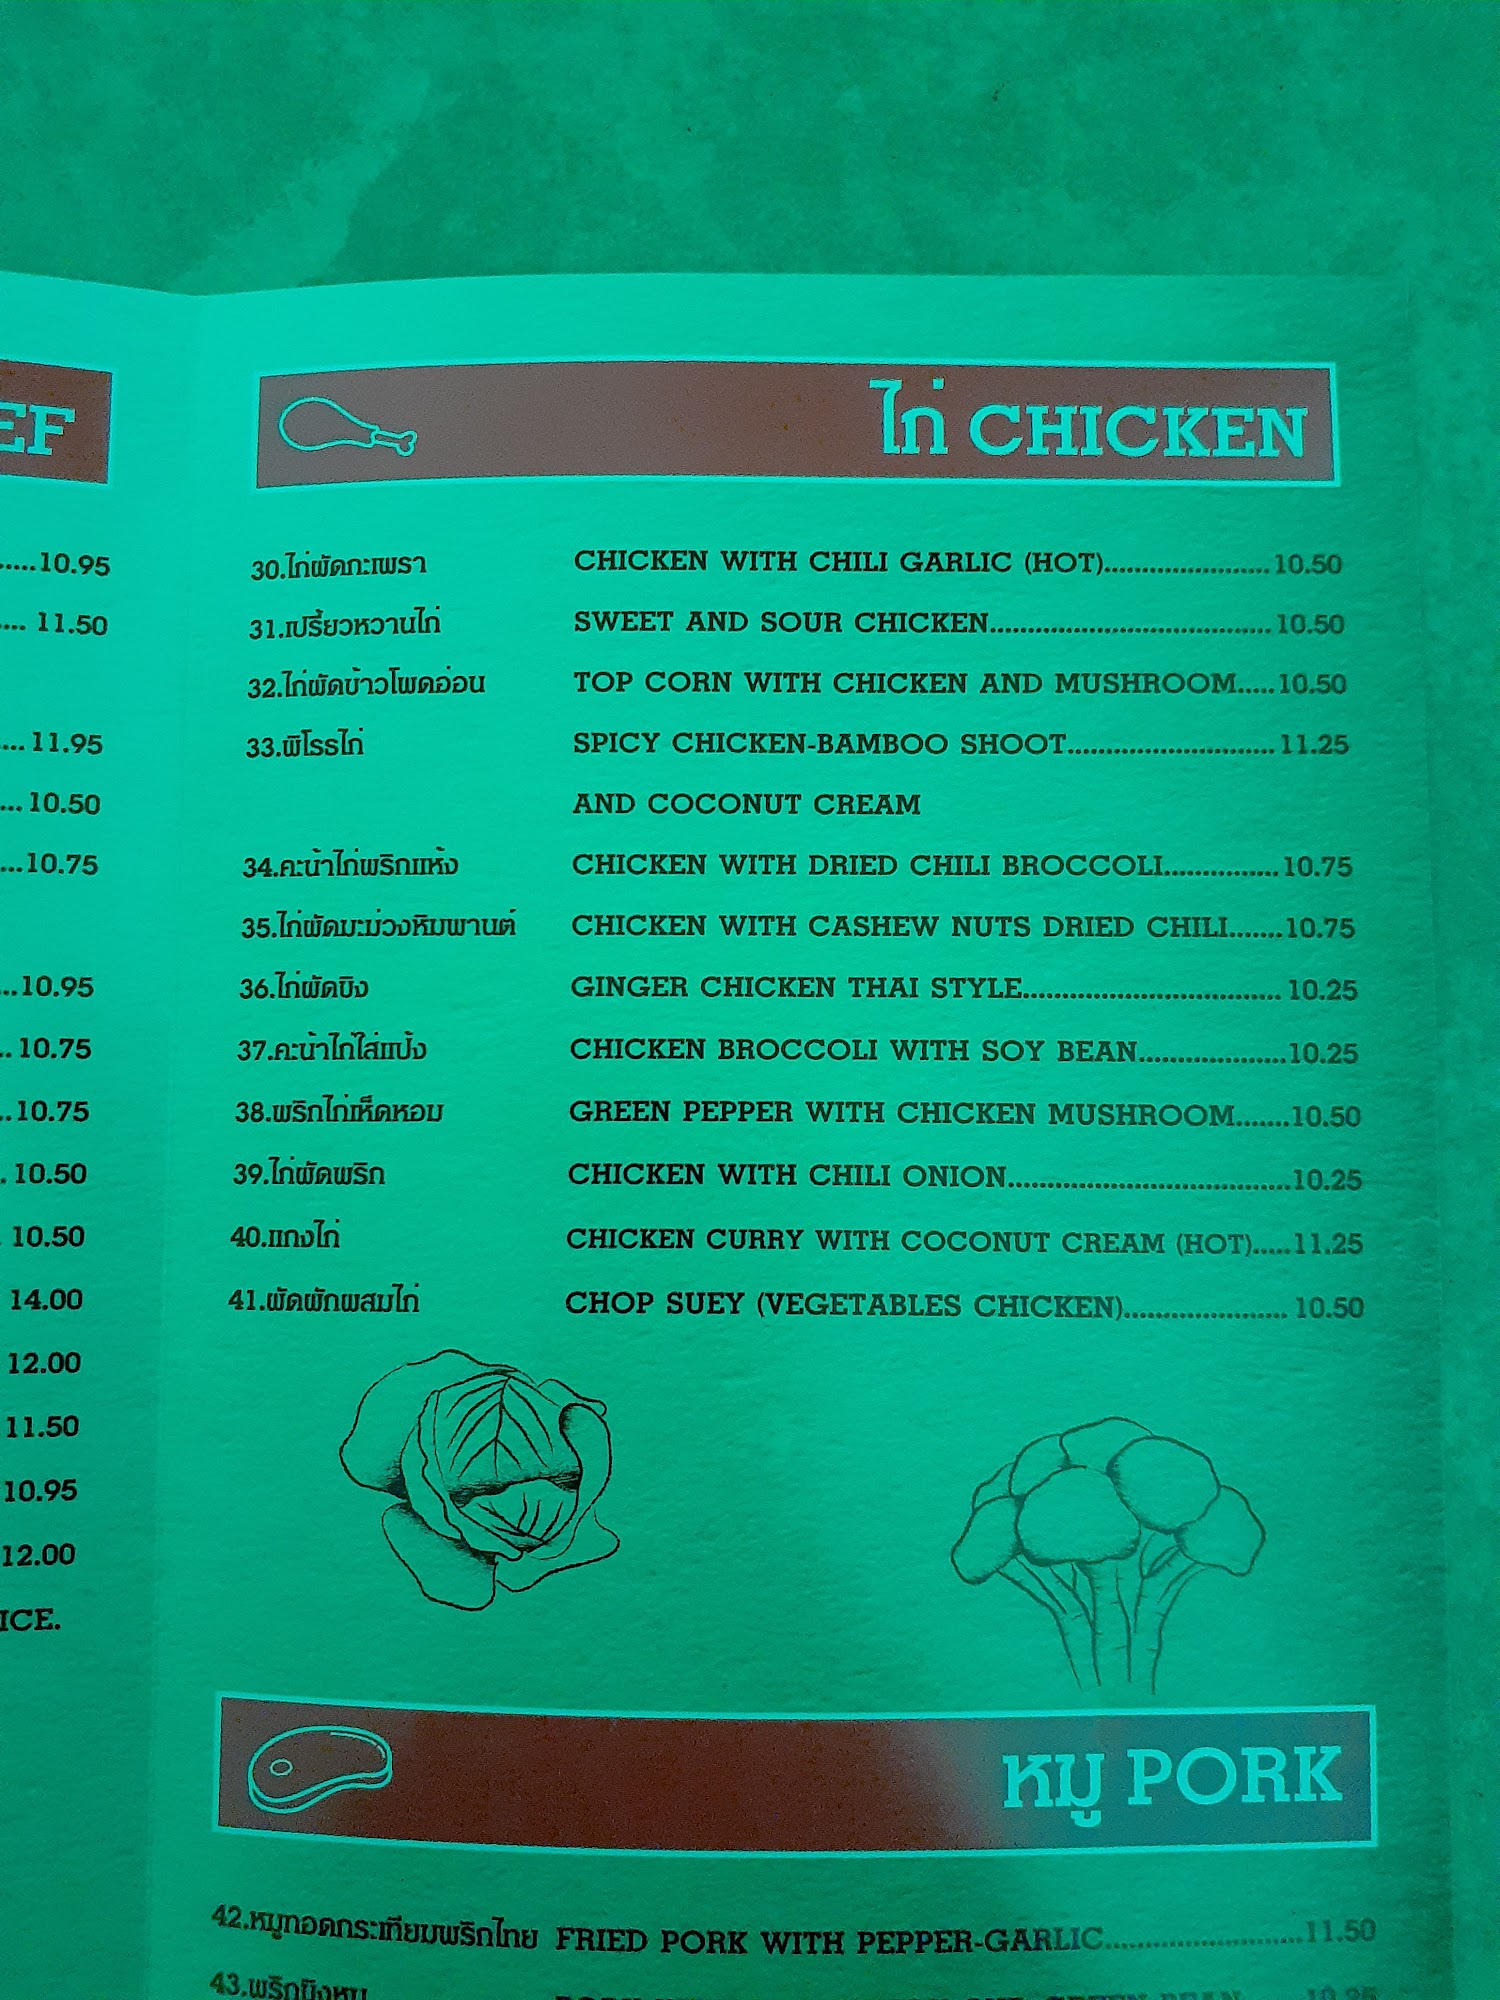 EF
.....10.95
.... 11.50
.... 11.95
... 10.50
...10.75
...10.95
.. 10.75
..10.75
. 10.50
10.50
14.00
12.00
11.50
10.95
12.00
ICE.
ไก่ CHICKEN
30.ไก่ผัดกะเพรา CHICKEN WITH CHILI GARLIC (HOT)......................10.50
31.เปรี้ยวหวานไก่ SWEET AND SOUR CHICKEN.....................................10.50
32.ไก่ผัดข้าวโพดอ่อน TOP CORN WITH CHICKEN AND MUSHROOM.....10.50
33.พิโรธไก่ SPICY CHICKEN-BAMBOO SHOOT...........................11.25
AND COCONUT CREAM
34.คะน้าไก่พริกแห้ง CHICKEN WITH DRIED CHILI BROCCOLI...............10.75
35.ไก่ผัดมะม่วงหิมพานต์ CHICKEN WITH CASHEW NUTS DRIED CHILI.......10.75
36.ไก่ผัดขิง GINGER CHICKEN THAI STYLE.................................. 10.25
37.คะน้าไก่ใส่แป้ง CHICKEN BROCCOLI WITH SOY BEAN...................10.25
38.พริกไก่เห็ดหอม GREEN PEPPER WITH CHICKEN MUSHROOM.......10.50
39.ไก่ผัดพริก CHICKEN WITH CHILI ONION.....................................10.25
40.แกงไก่ CHICKEN CURRY WITH COCONUT CREAM (HOT).....11.25
41.ผัดผักผสมไก่ CHOP SUEY (VEGETABLES CHICKEN)..................... 10.50
หมู PORK
42.หมูทอดกระเทียมพริกไทย FRIED PORK WITH PEPPER-GARLIC..........................11.50
43.พริกขิงหมู GREEN BEAN 10.25